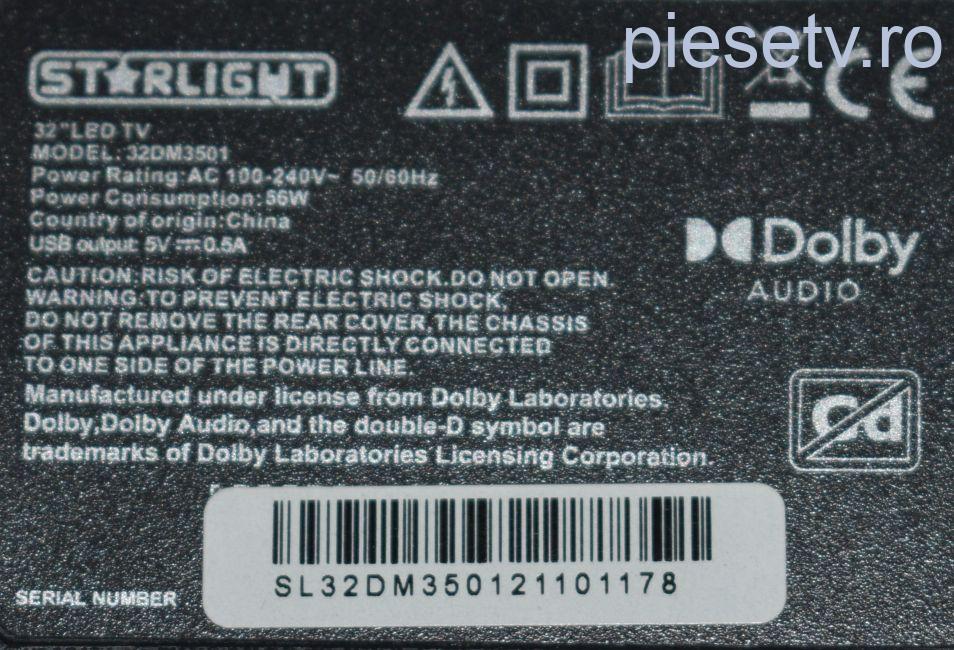 piesetv.ro
STARLIGHT
CE
32"LED TV
MODEL:32DM3501
Power Rating:AC 100-240V~ 50/60Hz
Power Consumption:56W
Country of origin:China
USB output: 5V⎓0.5A
Dolby
AUDIO
CAUTION:RISK OF ELECTRIC SHOCK.DO NOT OPEN.
WARNING:TO PREVENT ELECTRIC SHOCK,
DO NOT REMOVE THE REAR COVER,THE CHASSIS
OF THIS APPLIANCE IS DIRECTLY CONNECTED
TO ONE SIDE OF THE POWER LINE.
Manufactured under license from Dolby Laboratories.
Dolby,Dolby Audio,and the double-D symbol are
trademarks of Dolby Laboratories Licensing Corporation.
Cd
SL32DM350121101178
SERIAL NUMBER